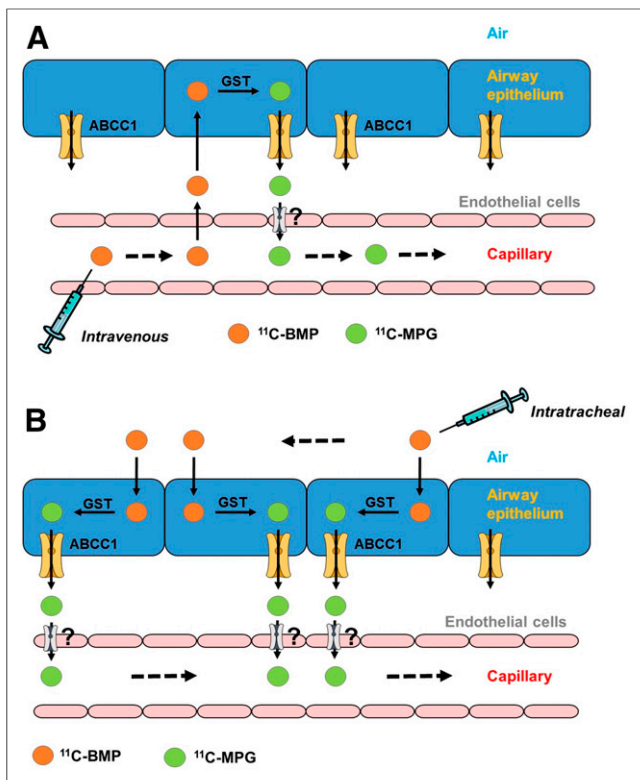 A
Air
GST
Airway
epithelium
ABCC1
ABCC1
Endothelial cells
?
Capillary
Intravenous
11C-BMP
11C-MPG
B
Intratracheal
Air
GST
GST
GST
Airway
epithelium
ABCC1
ABCC1
Endothelial cells
?
?
?
Capillary
11C-BMP
11C-MPG